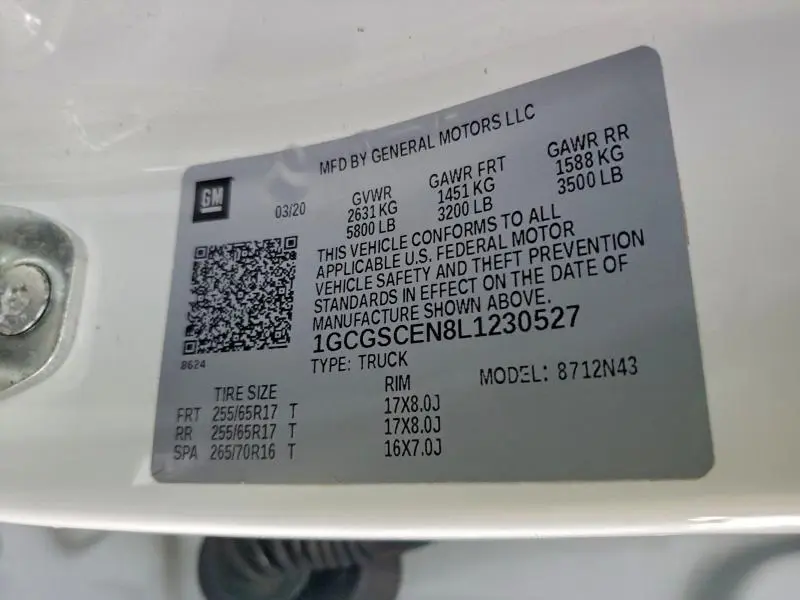 MFD BY GENERAL MOTORS LLC
GM
03/20
GVWR GAWR FRT GAWR RR
2631 KG 1451 KG 1588 KG
5800 LB 3200 LB 3500 LB
THIS VEHICLE CONFORMS TO ALL
APPLICABLE U.S. FEDERAL MOTOR
VEHICLE SAFETY AND THEFT PREVENTION
STANDARDS IN EFFECT ON THE DATE OF
MANUFACTURE SHOWN ABOVE.
1GCGSCEN8L1230527
8624
TYPE: TRUCK
MODEL: 8712N43
TIRE SIZE RIM
FRT 255/65R17 T 17X8.0J
RR 255/65R17 T 17X8.0J
SPA 265/70R16 T 16X7.0J